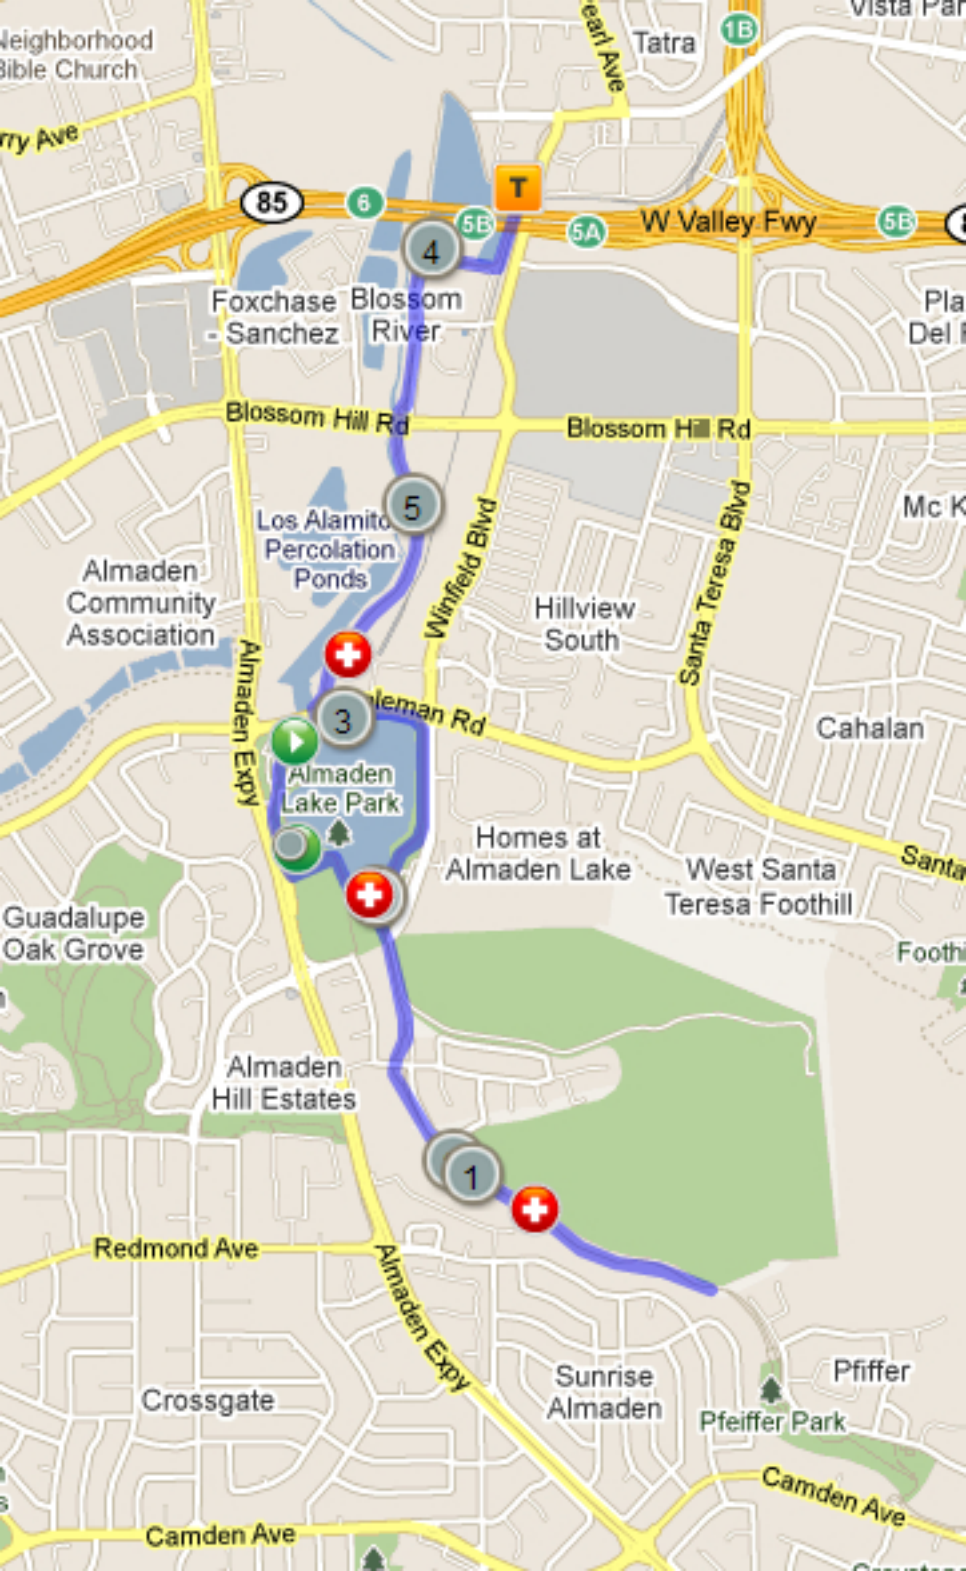 Vista Par
Neighborhood
Bible Church
Tatra
1B
earl Ave
rry Ave
T
85
6
5B
5A
W Valley Fwy
5B
8
4
Foxchase
- Sanchez
Blossom
River
Pla
Del
Blossom Hill Rd
Blossom Hill Rd
5
Mc K
Los Alamito
Percolation
Ponds
Winfield Blvd
Santa Teresa Blvd
Almaden
Community
Association
Hillview
South
Almaden Expy
3
leman Rd
Cahalan
Almaden
Lake Park
Homes at
Almaden Lake
West Santa
Teresa Foothill
Santa
Guadalupe
Oak Grove
Foothi
Almaden
Hill Estates
1
Redmond Ave
Almaden Expy
Crossgate
Sunrise
Almaden
Pfiffer
Pfeiffer Park
Camden Ave
Camden Ave